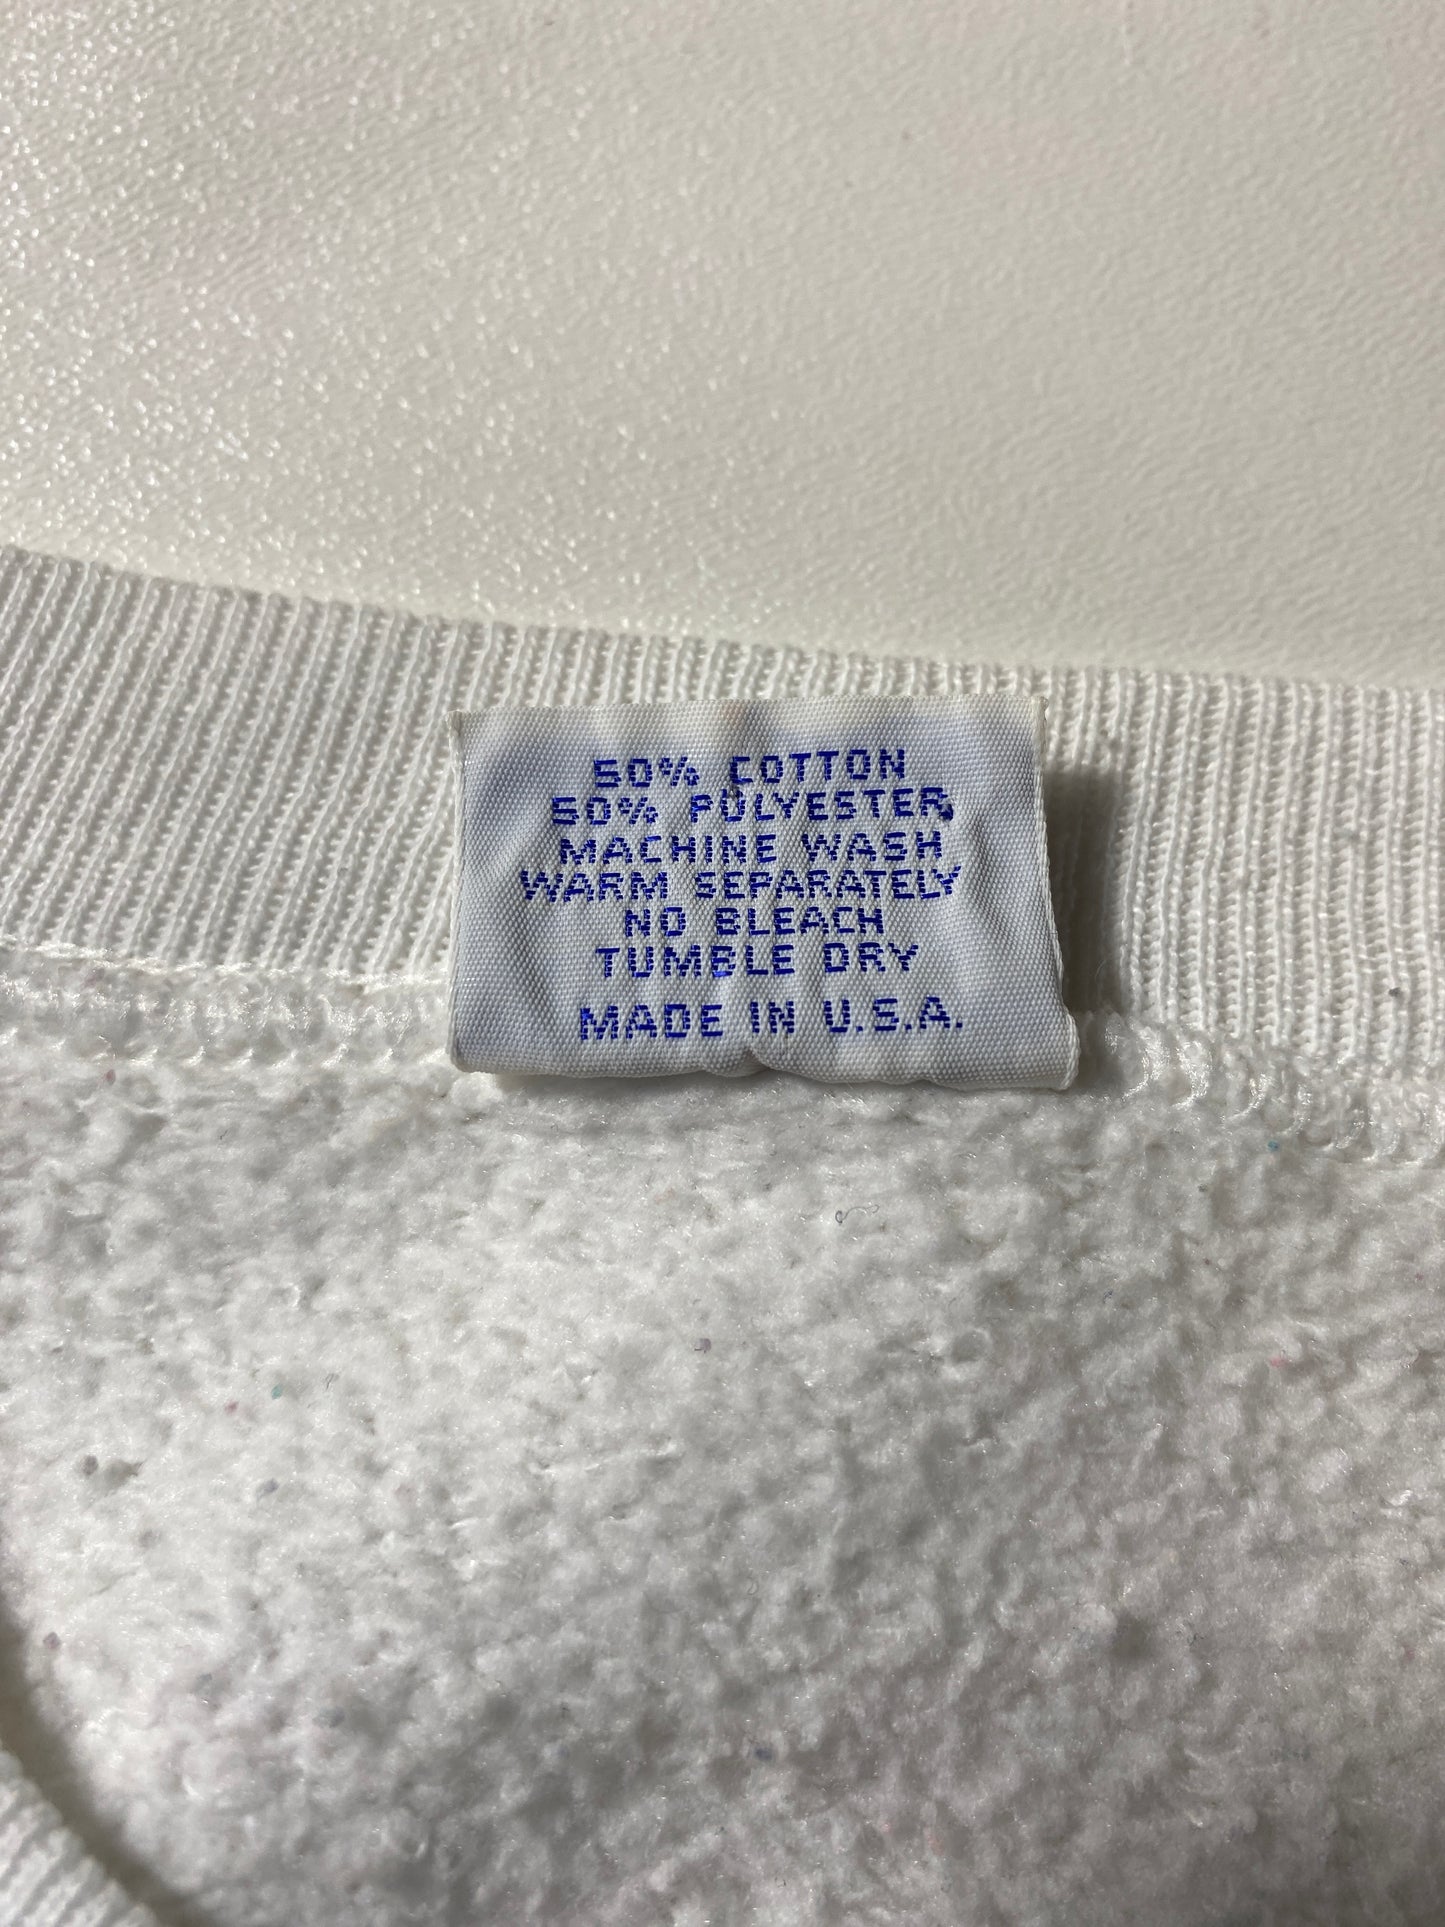 50% COTTON
50% POLYESTER
MACHINE WASH
WARM SEPARATELY
NO BLEACH
TUMBLE DRY
MADE IN U.S.A.